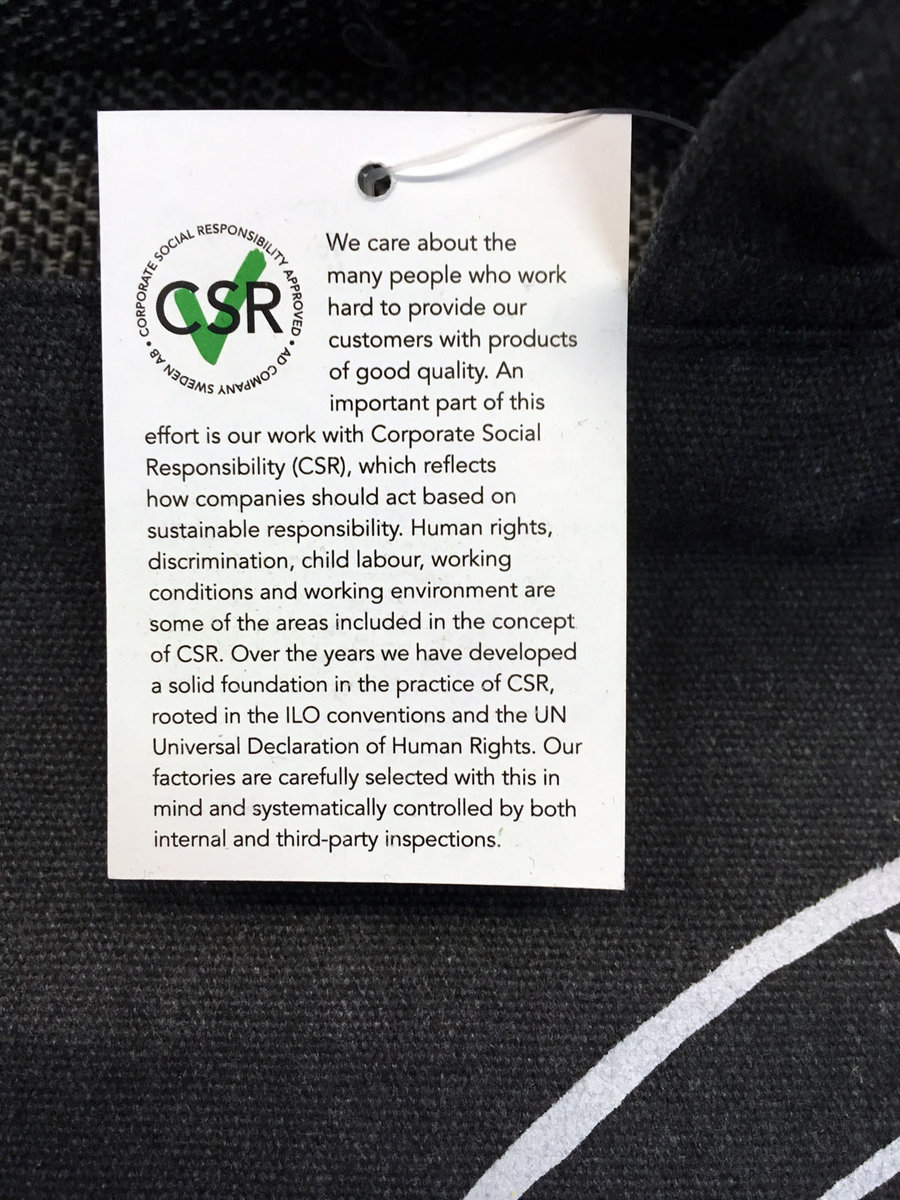 CORPORATE SOCIAL RESPONSIBILITY APPROVED • AD COMPANY SWEDEN AB •
CSR
We care about the
many people who work
hard to provide our
customers with products
of good quality. An
important part of this
effort is our work with Corporate Social
Responsibility (CSR), which reflects
how companies should act based on
sustainable responsibility. Human rights,
discrimination, child labour, working
conditions and working environment are
some of the areas included in the concept
of CSR. Over the years we have developed
a solid foundation in the practice of CSR,
rooted in the ILO conventions and the UN
Universal Declaration of Human Rights. Our
factories are carefully selected with this in
mind and systematically controlled by both
internal and third-party inspections.